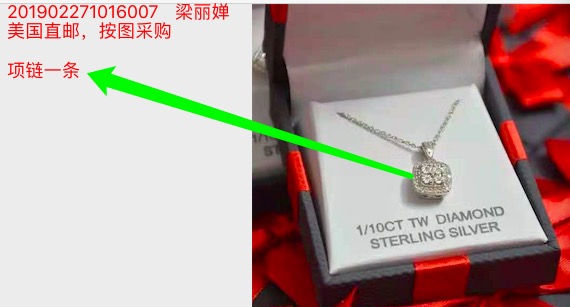 201902271016007 梁丽婵
美国直邮，按图采购
项链一条
1/10CT TW DIAMOND
STERLING SILVER